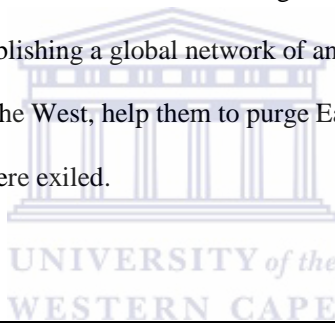 blishing a global network of an
he West, help them to purge Ea
ere exiled.
UNIVERSITY of the
WESTERN CAPE